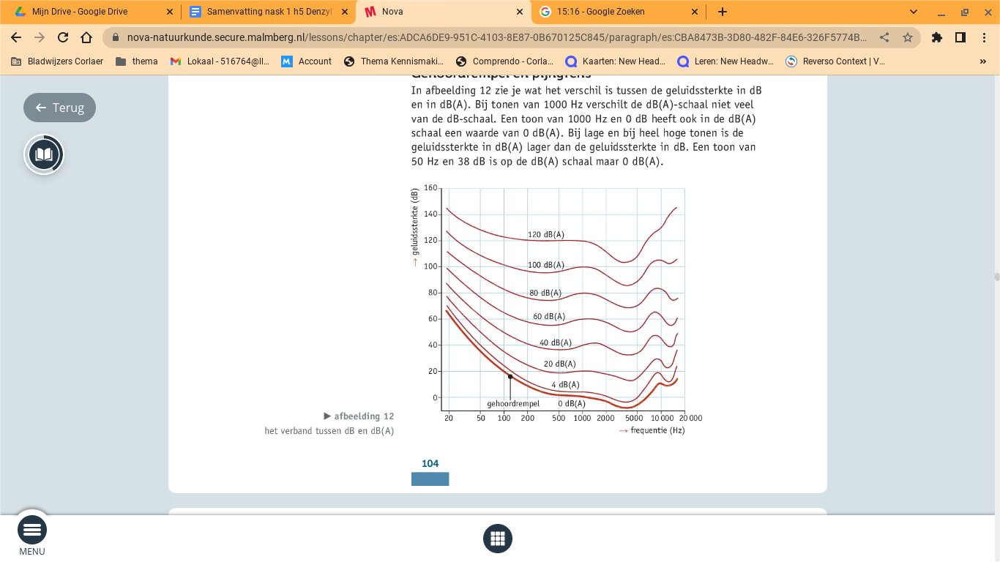 Mijn Drive - Google Drive
Samenvatting nask 1 h5 Denzyl
Nova
15:16 - Google Zoeken
nova-natuurkunde.secure.malmberg.nl/lessons/chapter/es:ADCA6DE9-951C-4103-8E87-0B670125C845/paragraph/es:CBA8473B-3D80-482F-84E6-326F5774B...
Bladwijzers Corlaer
thema
Lokaal - 516764@ll...
Account
Thema Kennismaki...
Comprendo - Corla...
Kaarten: New Head...
Leren: New Headw...
Reverso Context | V...
»
Terug
Gehoordrempel en pijngrens
In afbeelding 12 zie je wat het verschil is tussen de geluidssterkte in dB
en in dB(A). Bij tonen van 1000 Hz verschilt de dB(A)-schaal niet veel
van de dB-schaal. Een toon van 1000 Hz en 0 dB heeft ook in de dB(A)
schaal een waarde van 0 dB(A). Bij lage en bij heel hoge tonen is de
geluidssterkte in dB(A) lager dan de geluidssterkte in dB. Een toon van
50 Hz en 38 dB is op de dB(A) schaal maar 0 dB(A).
→ geluidssterkte (dB)
160
140
120
100
80
60
40
20
0
120 dB(A)
100 dB(A)
80 dB(A)
60 dB(A)
40 dB(A)
20 dB(A)
4 dB(A)
gehoordrempel
0 dB(A)
20 50 100 200 500 1000 2000 5000 10 000 20 000
→ frequentie (Hz)
► afbeelding 12
het verband tussen dB en dB(A)
104
MENU